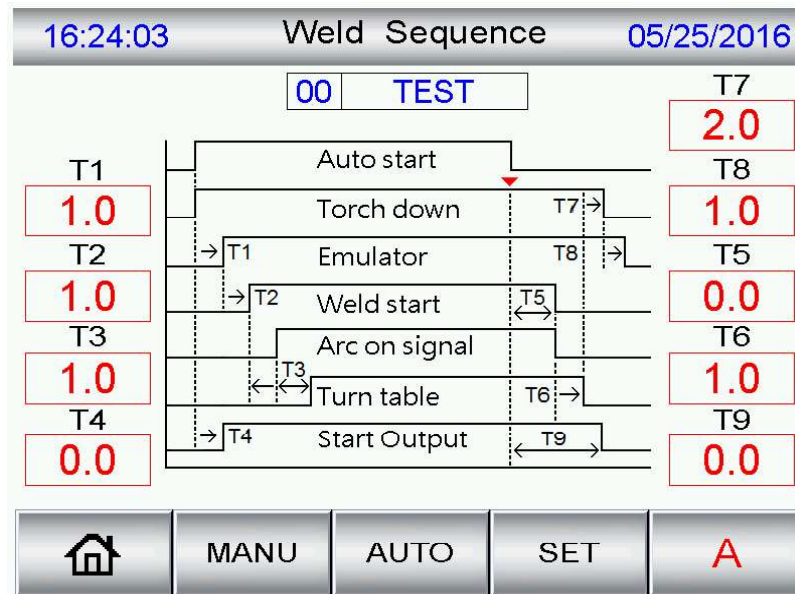 16:24:03 Weld Sequence 05/25/2016
00 TEST
T7
2.0
T1
1.0
T2
1.0
T3
1.0
T4
0.0
Auto start
Torch down T7
T1 Emulator T8
T2 Weld start T5
Arc on signal
T3
Turn table T6
T4 Start Output T9
T8
1.0
T5
0.0
T6
1.0
T9
0.0
MANU AUTO SET A